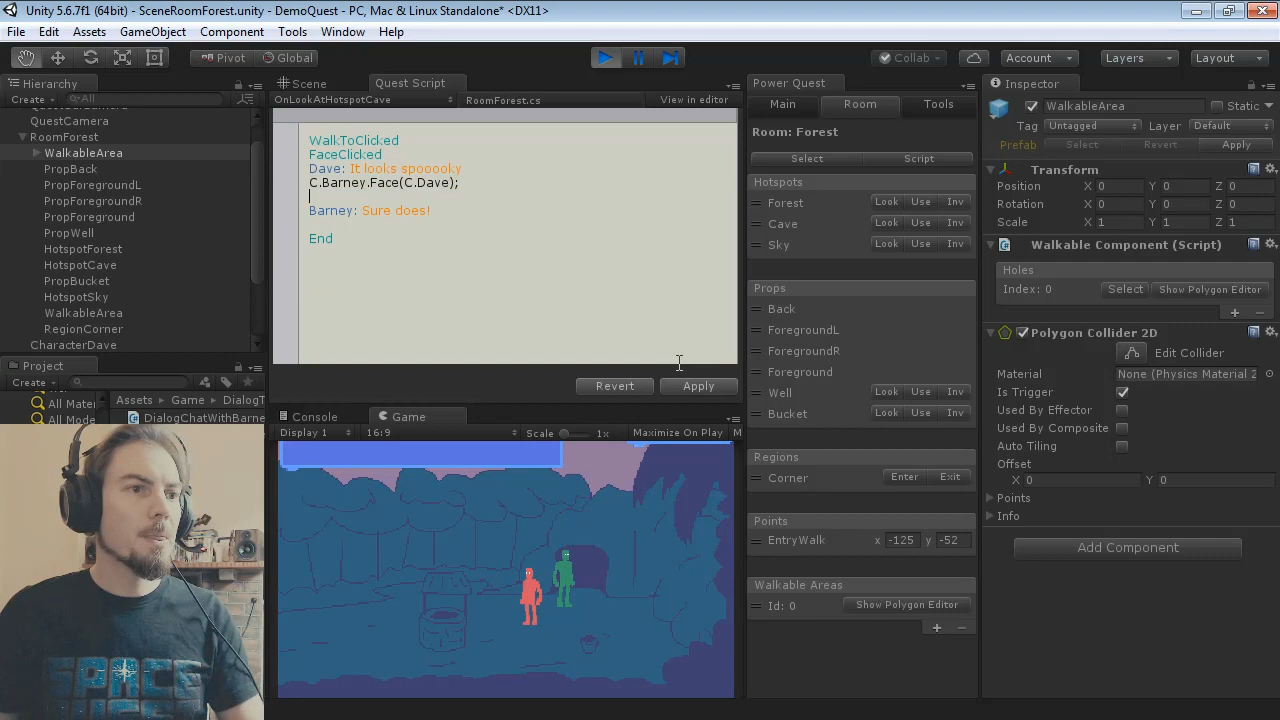 Unity 5.6.7f1 (64bit) - SceneRoomForest.unity - DemoQuest - PC, Mac & Linux Standalone* <DX11>
File Edit Assets GameObject Component Tools Window Help
Pivot Global Collab Account Layers Layout
Hierarchy
Create All
QuestCamera
RoomForest
WalkableArea
PropBack
PropForegroundL
PropForegroundR
PropForeground
PropWell
HotspotForest
HotspotCave
PropBucket
HotspotSky
WalkableArea
RegionCorner
CharacterDave
Project
Create
All Mater
All Mode
Assets Game DialogT
DialogChatWithBarne
Scene Quest Script
OnLookAtHotspotCave RoomForest.cs View in editor
WalkToClicked
FaceClicked
Dave: It looks spooooky
C.Barney.Face(C.Dave);
Barney: Sure does!
End
Revert Apply
Console Game
Display 1 16:9 Scale 1x Maximize On Play M
Power Quest
Main Room Tools
Room: Forest
Select Script
Hotspots
Forest Look Use Inv
Cave Look Use Inv
Sky Look Use Inv
Props
Back
ForegroundL
ForegroundR
Foreground
Well Look Use Inv
Bucket Look Use Inv
Regions
Corner Enter Exit
Points
EntryWalk x -125 y -52
Walkable Areas
Id: 0 Show Polygon Editor
Inspector
WalkableArea Static
Tag Untagged Layer Default
Prefab Select Revert Apply
Transform
Position X 0 Y 0 Z 0
Rotation X 0 Y 0 Z 0
Scale X 1 Y 1 Z 1
Walkable Component (Script)
Holes
Index: 0 Select Show Polygon Editor
Polygon Collider 2D
Edit Collider
Material None (Physics Material 2
Is Trigger
Used By Effector
Used By Composite
Auto Tiling
Offset
X 0 Y 0
Points
Info
Add Component
SPACE